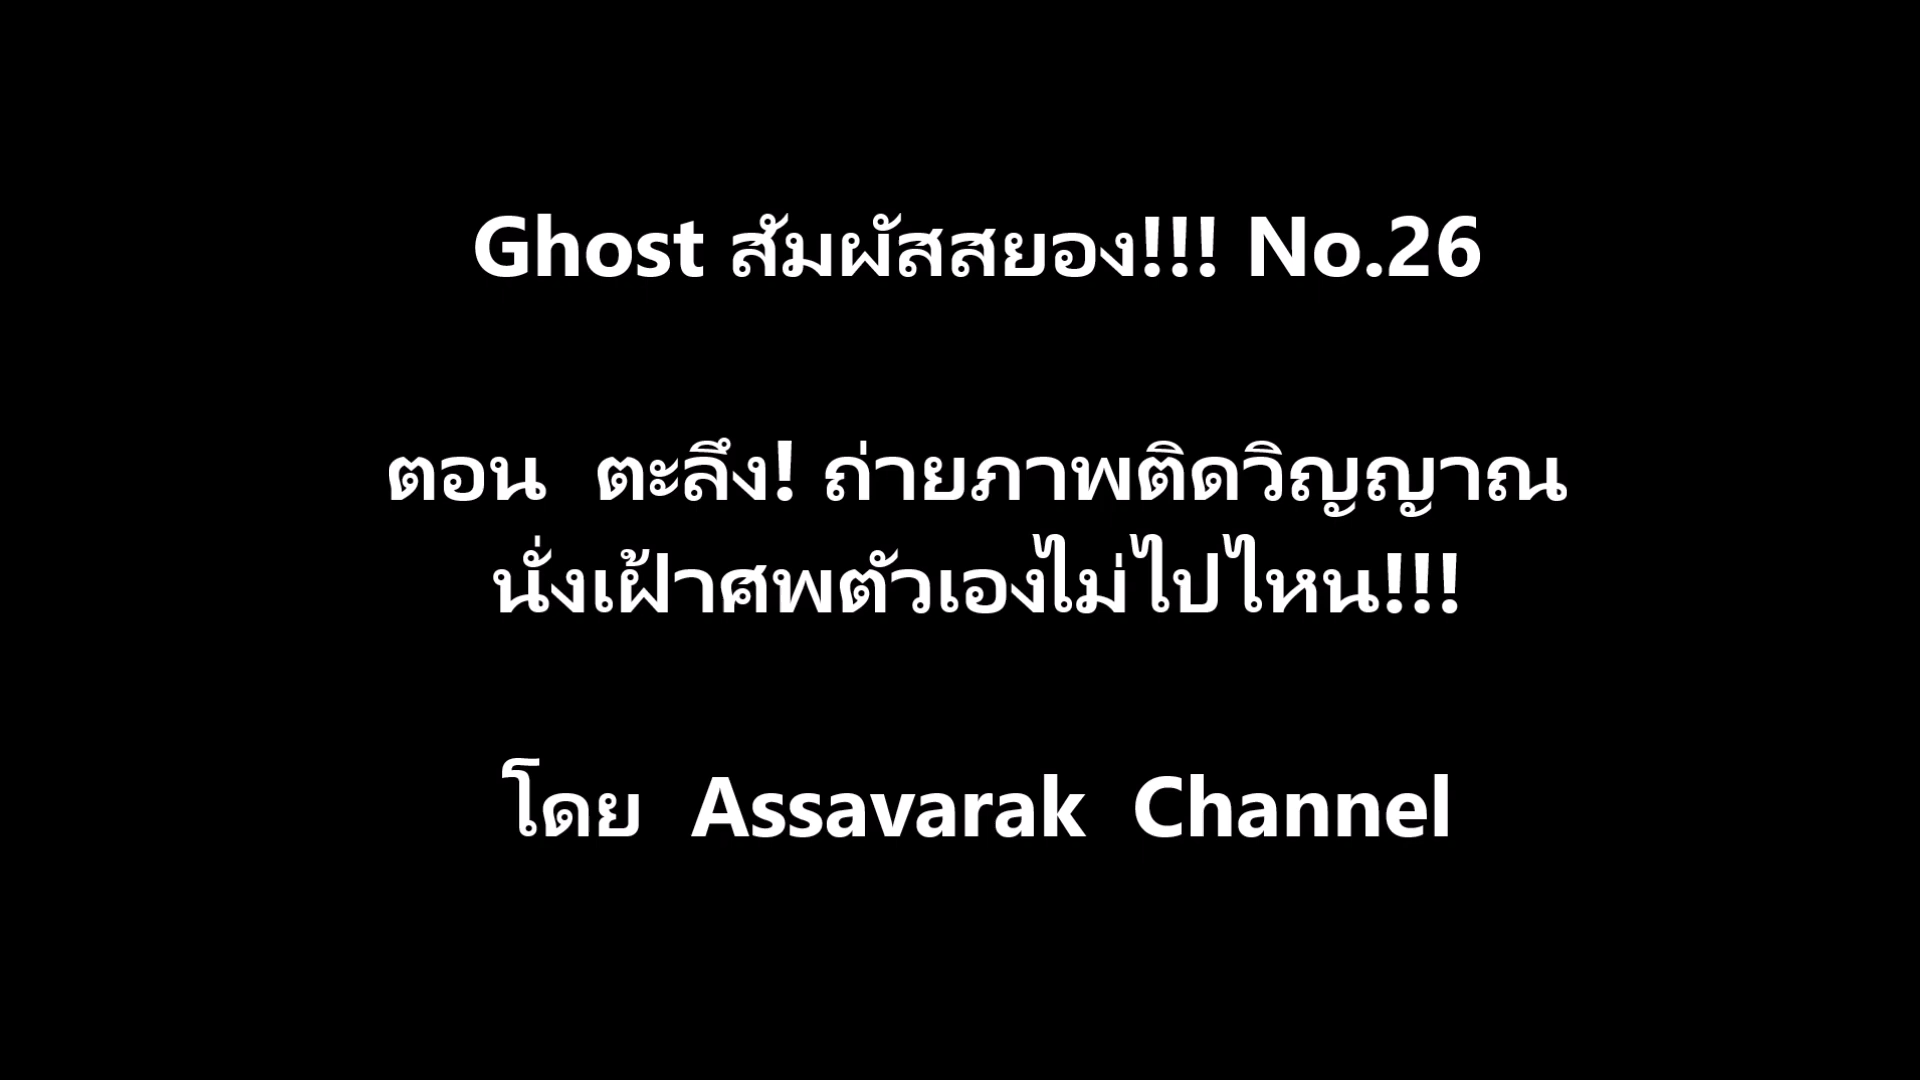 Ghost สัมผัสสยอง!!! No.26
ตอน ตะลึง! ถ่ายภาพติดวิญญาณ
นั่งเฝ้าศพตัวเองไม่ไปไหน!!!
โดย Assavarak Channel